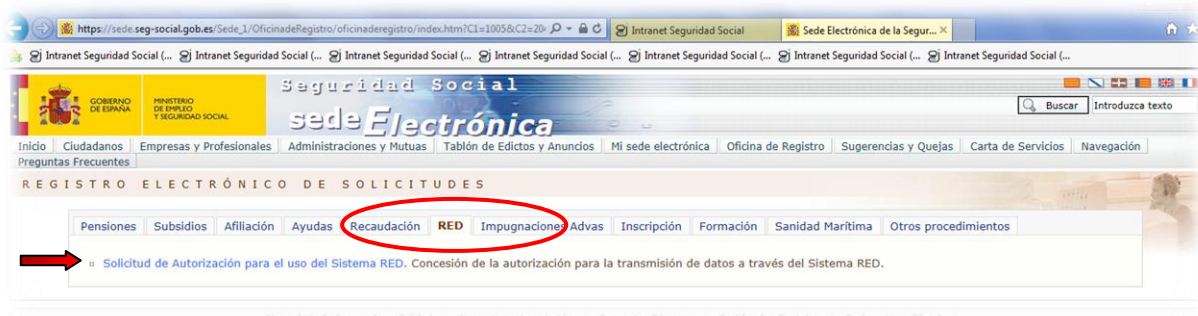 https://sede.seg-social.gob.es/Sede_1/OficinadeRegistro/oficinaderegistro/index.htm?C1=1005&C2=20 Intranet Seguridad Social Sede Electrónica de la Segur...
Intranet Seguridad Social (... Intranet Seguridad Social (... Intranet Seguridad Social (... Intranet Seguridad Social (... Intranet Seguridad Social (... Intranet Seguridad Social (... Intranet Seguridad Social (...
Seguridad Social
GOBIERNO DE ESPAÑA
MINISTERIO DE EMPLEO Y SEGURIDAD SOCIAL
sedeElectrónica
Buscar Introduzca texto
Inicio Ciudadanos Empresas y Profesionales Administraciones y Mutuas Tablón de Edictos y Anuncios Mi sede electrónica Oficina de Registro Sugerencias y Quejas Carta de Servicios Navegación
Preguntas Frecuentes
REGISTRO ELECTRÓNICO DE SOLICITUDES
Pensiones Subsidios Afiliación Ayudas Recaudación RED Impugnaciones Advas Inscripción Formación Sanidad Marítima Otros procedimientos
Solicitud de Autorización para el uso del Sistema RED. Concesión de la autorización para la transmisión de datos a través del Sistema RED.